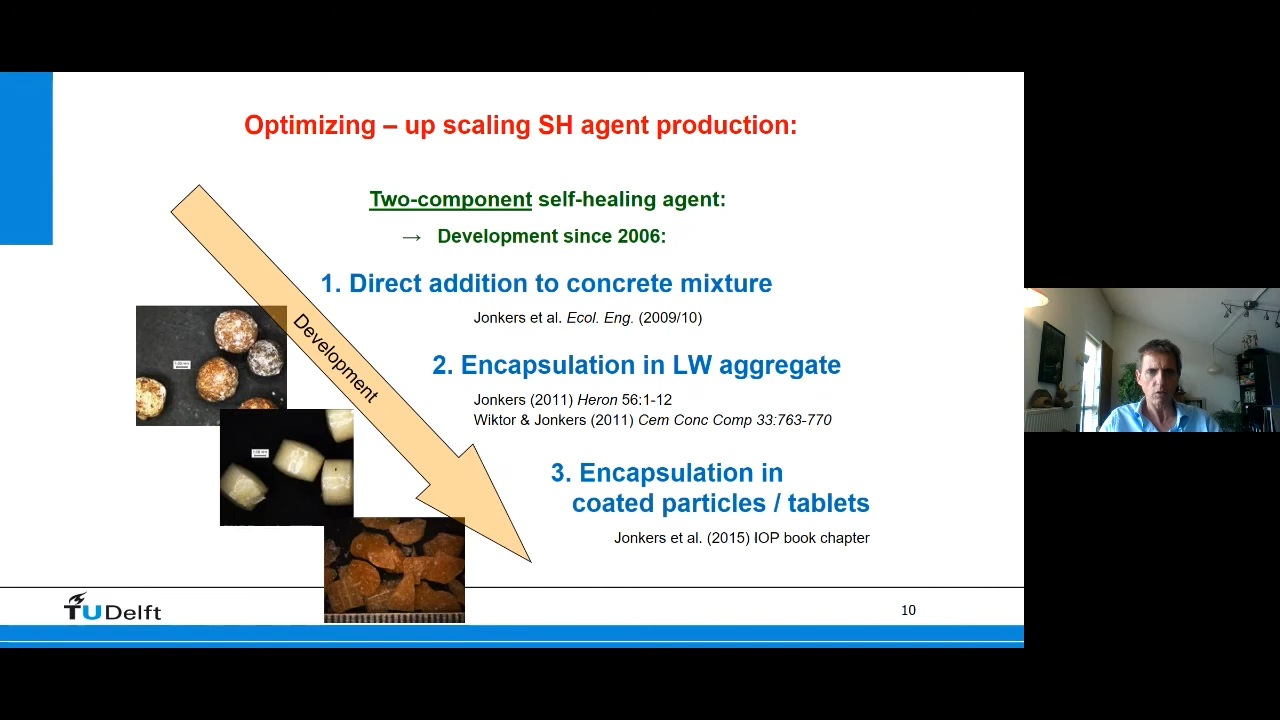 Optimizing – up scaling SH agent production:
Two-component self-healing agent:
→ Development since 2006:
1. Direct addition to concrete mixture
Jonkers et al. Ecol. Eng. (2009/10)
Development
2. Encapsulation in LW aggregate
Jonkers (2011) Heron 56:1-12
Wiktor & Jonkers (2011) Cem Conc Comp 33:763-770
3. Encapsulation in
coated particles / tablets
Jonkers et al. (2015) IOP book chapter
TUDelft
10